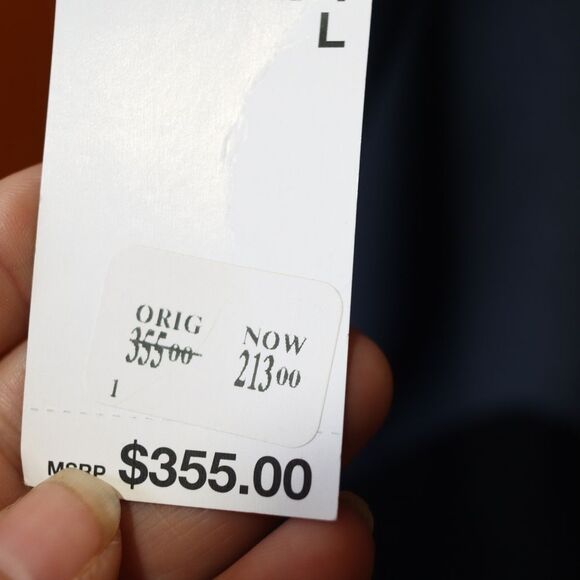 L
ORIG NOW
355 00 213 00
1
MSRP $355.00